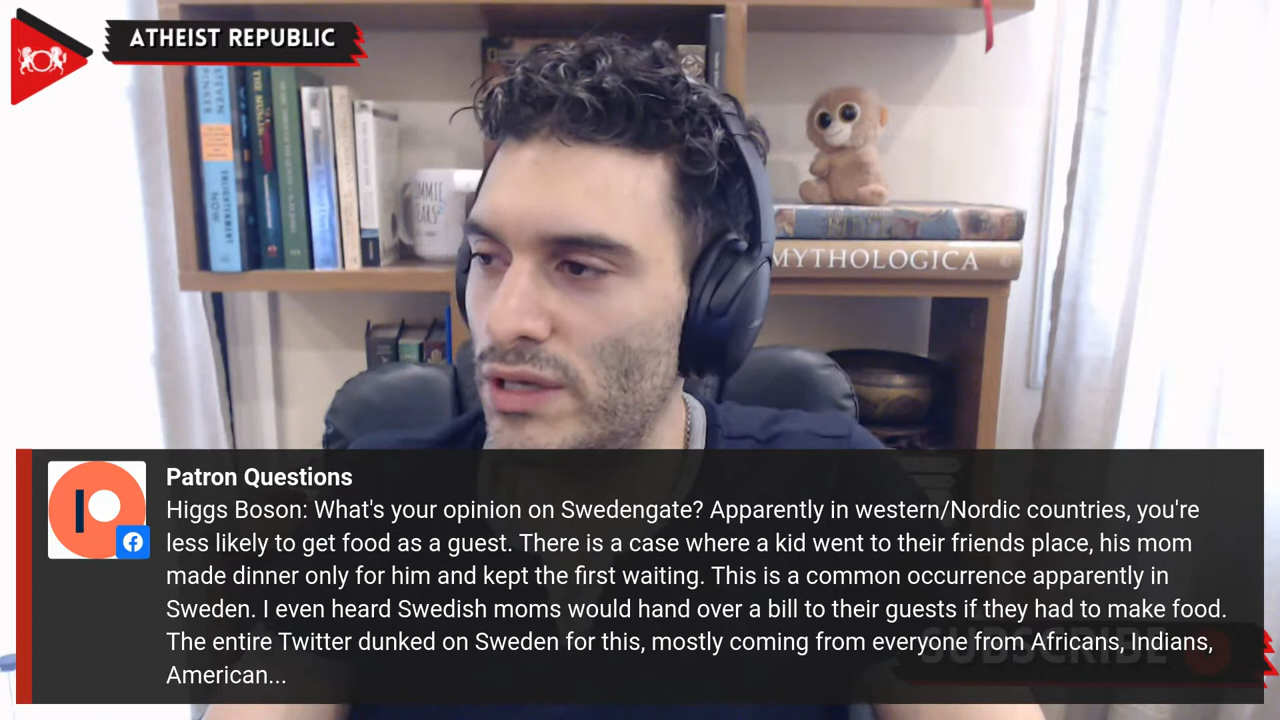 ATHEIST REPUBLIC
STEVEN
PINKER
ENLIGHTENMENT
NOW
MYTHOLOGICA
Patron Questions
Higgs Boson: What's your opinion on Swedengate? Apparently in western/Nordic countries, you're
less likely to get food as a guest. There is a case where a kid went to their friends place, his mom
made dinner only for him and kept the first waiting. This is a common occurrence apparently in
Sweden. I even heard Swedish moms would hand over a bill to their guests if they had to make food.
The entire Twitter dunked on Sweden for this, mostly coming from everyone from Africans, Indians,
American...
SUBSCRIBE